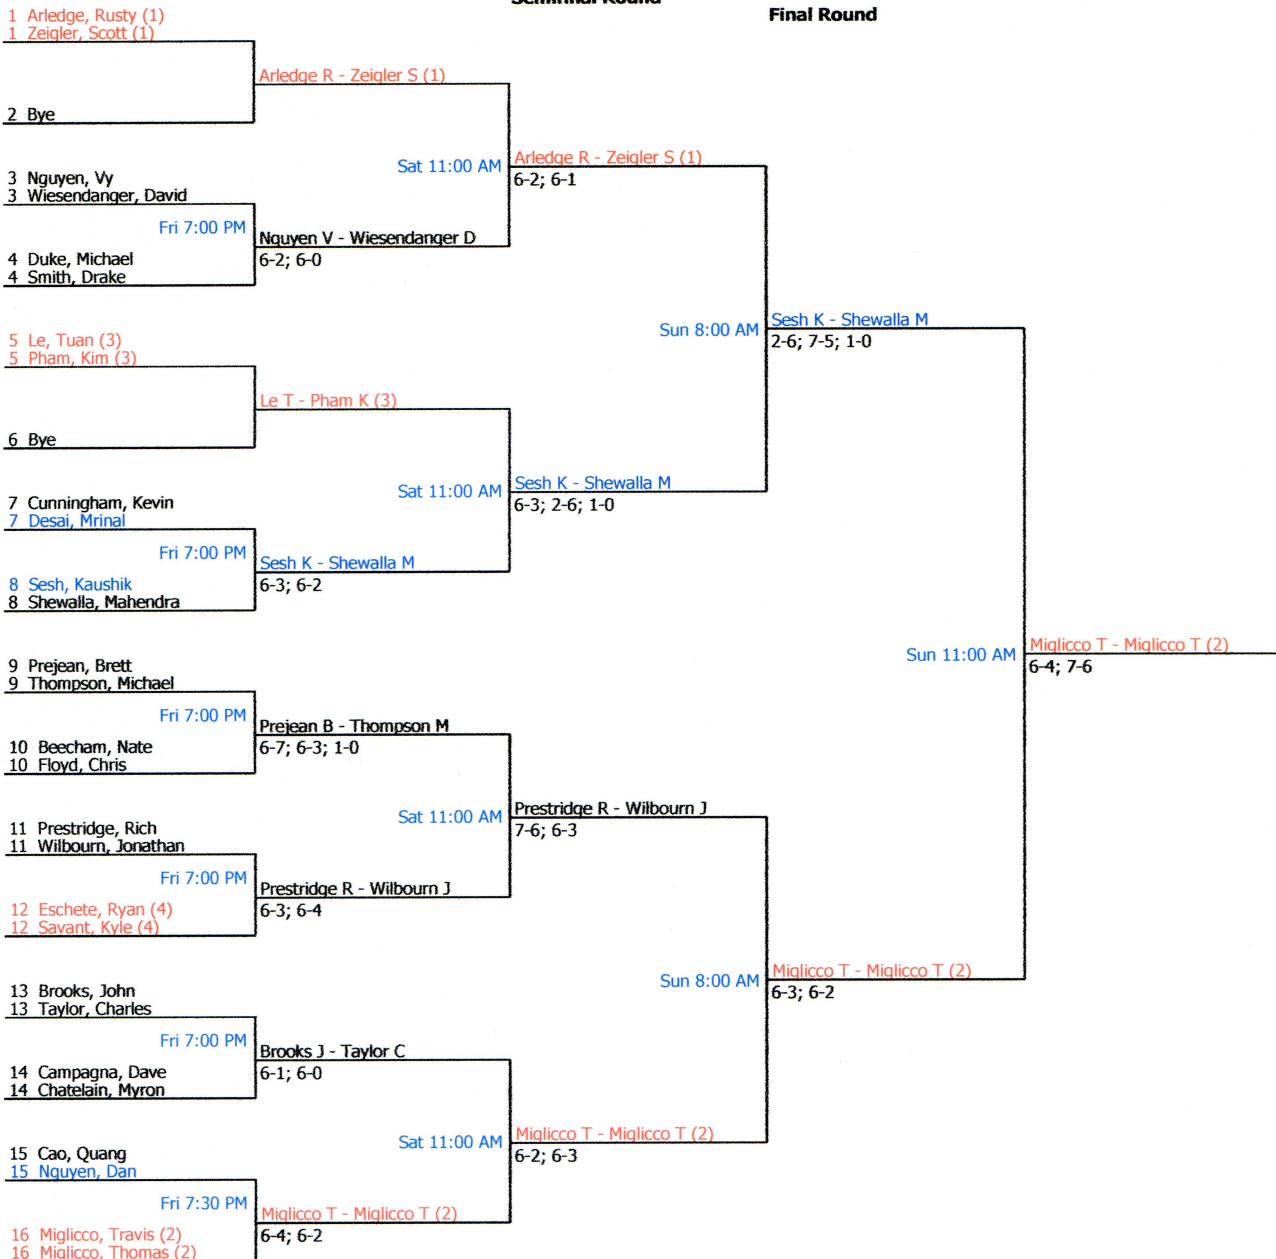 Semifinal Round
Final Round
1 Arledge, Rusty (1)
1 Zeigler, Scott (1)
Arledge R - Zeigler S (1)
2 Bye
Sat 11:00 AM
Arledge R - Zeigler S (1)
6-2; 6-1
3 Nguyen, Vy
3 Wiesendanger, David
Fri 7:00 PM
Nguyen V - Wiesendanger D
6-2; 6-0
4 Duke, Michael
4 Smith, Drake
Sun 8:00 AM
Sesh K - Shewalla M
2-6; 7-5; 1-0
5 Le, Tuan (3)
5 Pham, Kim (3)
Le T - Pham K (3)
6 Bye
Sat 11:00 AM
Sesh K - Shewalla M
6-3; 2-6; 1-0
7 Cunningham, Kevin
7 Desai, Mrinal
Fri 7:00 PM
Sesh K - Shewalla M
6-3; 6-2
8 Sesh, Kaushik
8 Shewalla, Mahendra
Sun 11:00 AM
Miglicco T - Miglicco T (2)
6-4; 7-6
9 Prejean, Brett
9 Thompson, Michael
Fri 7:00 PM
Prejean B - Thompson M
6-7; 6-3; 1-0
10 Beecham, Nate
10 Floyd, Chris
Sat 11:00 AM
Prestridge R - Wilbourn J
7-6; 6-3
11 Prestridge, Rich
11 Wilbourn, Jonathan
Fri 7:00 PM
Prestridge R - Wilbourn J
6-3; 6-4
12 Eschete, Ryan (4)
12 Savant, Kyle (4)
Sun 8:00 AM
Miglicco T - Miglicco T (2)
6-3; 6-2
13 Brooks, John
13 Taylor, Charles
Fri 7:00 PM
Brooks J - Taylor C
6-1; 6-0
14 Campagna, Dave
14 Chatelain, Myron
Sat 11:00 AM
Miglicco T - Miglicco T (2)
6-2; 6-3
15 Cao, Quang
15 Nguyen, Dan
Fri 7:30 PM
Miglicco T - Miglicco T (2)
6-4; 6-2
16 Miglicco, Travis (2)
16 Miglicco, Thomas (2)